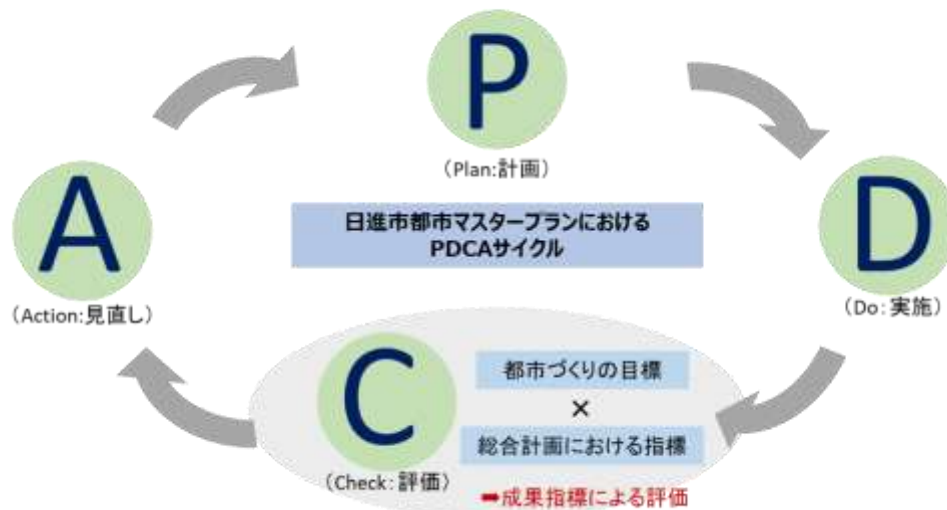 P
(Plan:計画)
A
(Action:見直し)
日進市都市マスタープランにおける
PDCAサイクル
D
(Do:実施)
C
(Check:評価)
都市づくりの目標
×
総合計画における指標
➡成果指標による評価